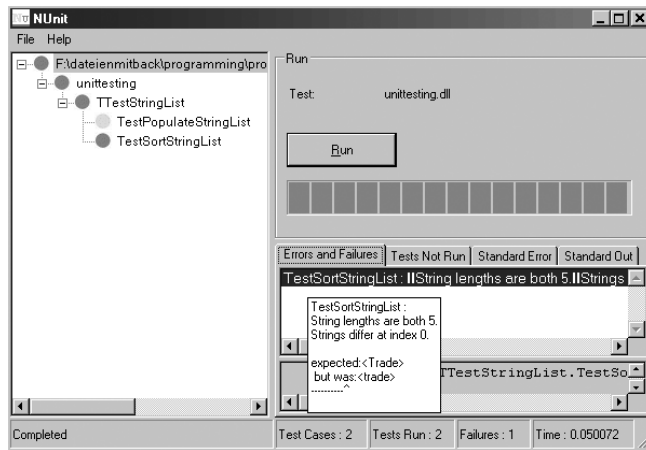 NUnit
File Help
F:\dateienmitback\programming\pro
unittesting
TTestStringList
TestPopulateStringList
TestSortStringList
Run
Test: unittesting.dll
Run
Errors and Failures Tests Not Run Standard Error Standard Out
TestSortStringList : IIString lengths are both 5.IIStrings
TestSortStringList :
String lengths are both 5.
Strings differ at index 0.
expected:<Trade>
but was:<trade>
----------^
TTestStringList.TestSo
Completed
Test Cases : 2 Tests Run : 2 Failures : 1 Time : 0.050072